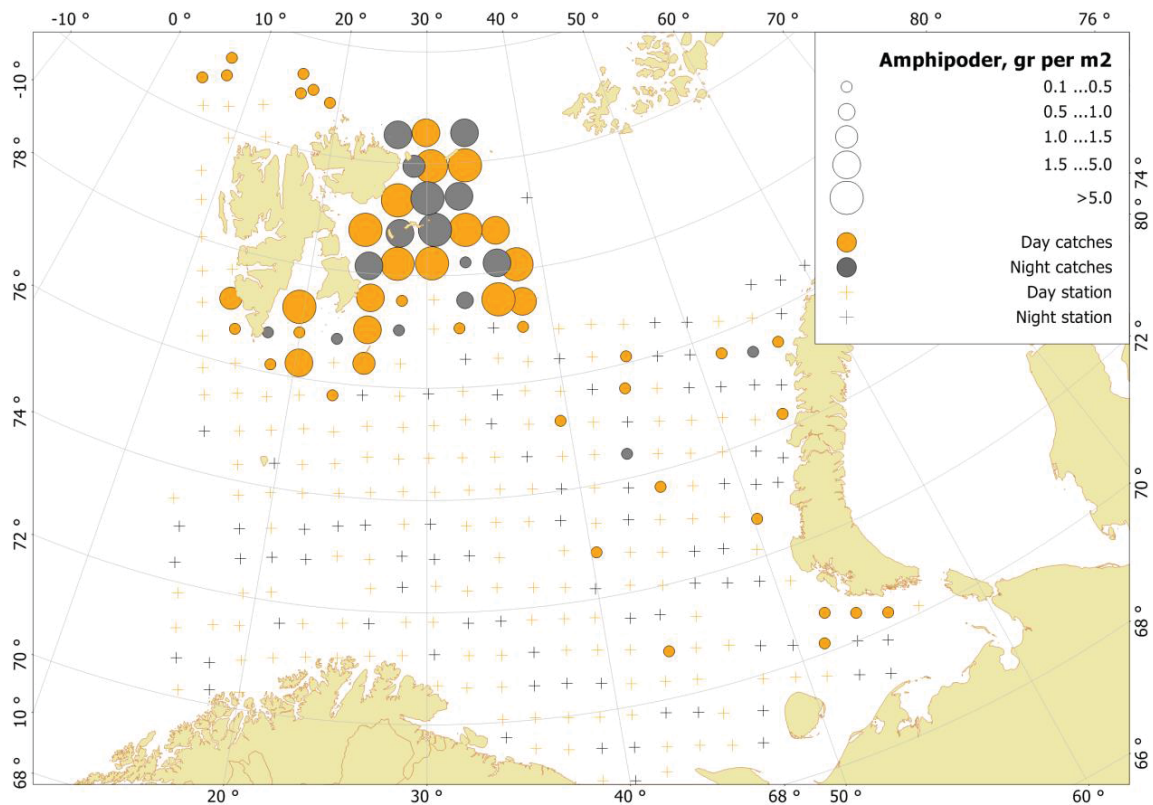 -10 ° 0 ° 10 ° 20 ° 30 ° 40 ° 50 ° 60 ° 70 ° 80 ° 76 °
-10 °
78 °
76 °
74 °
72 °
70 °
10 °
68 °
Amphipoder, gr per m2
0.1 ...0.5
0.5 ...1.0
1.0 ...1.5
1.5 ...5.0
>5.0
Day catches
Night catches
Day station
Night station
74 °
80 °
72 °
70 °
68 °
66 °
20 ° 30 ° 40 ° 68 ° 50 ° 60 °